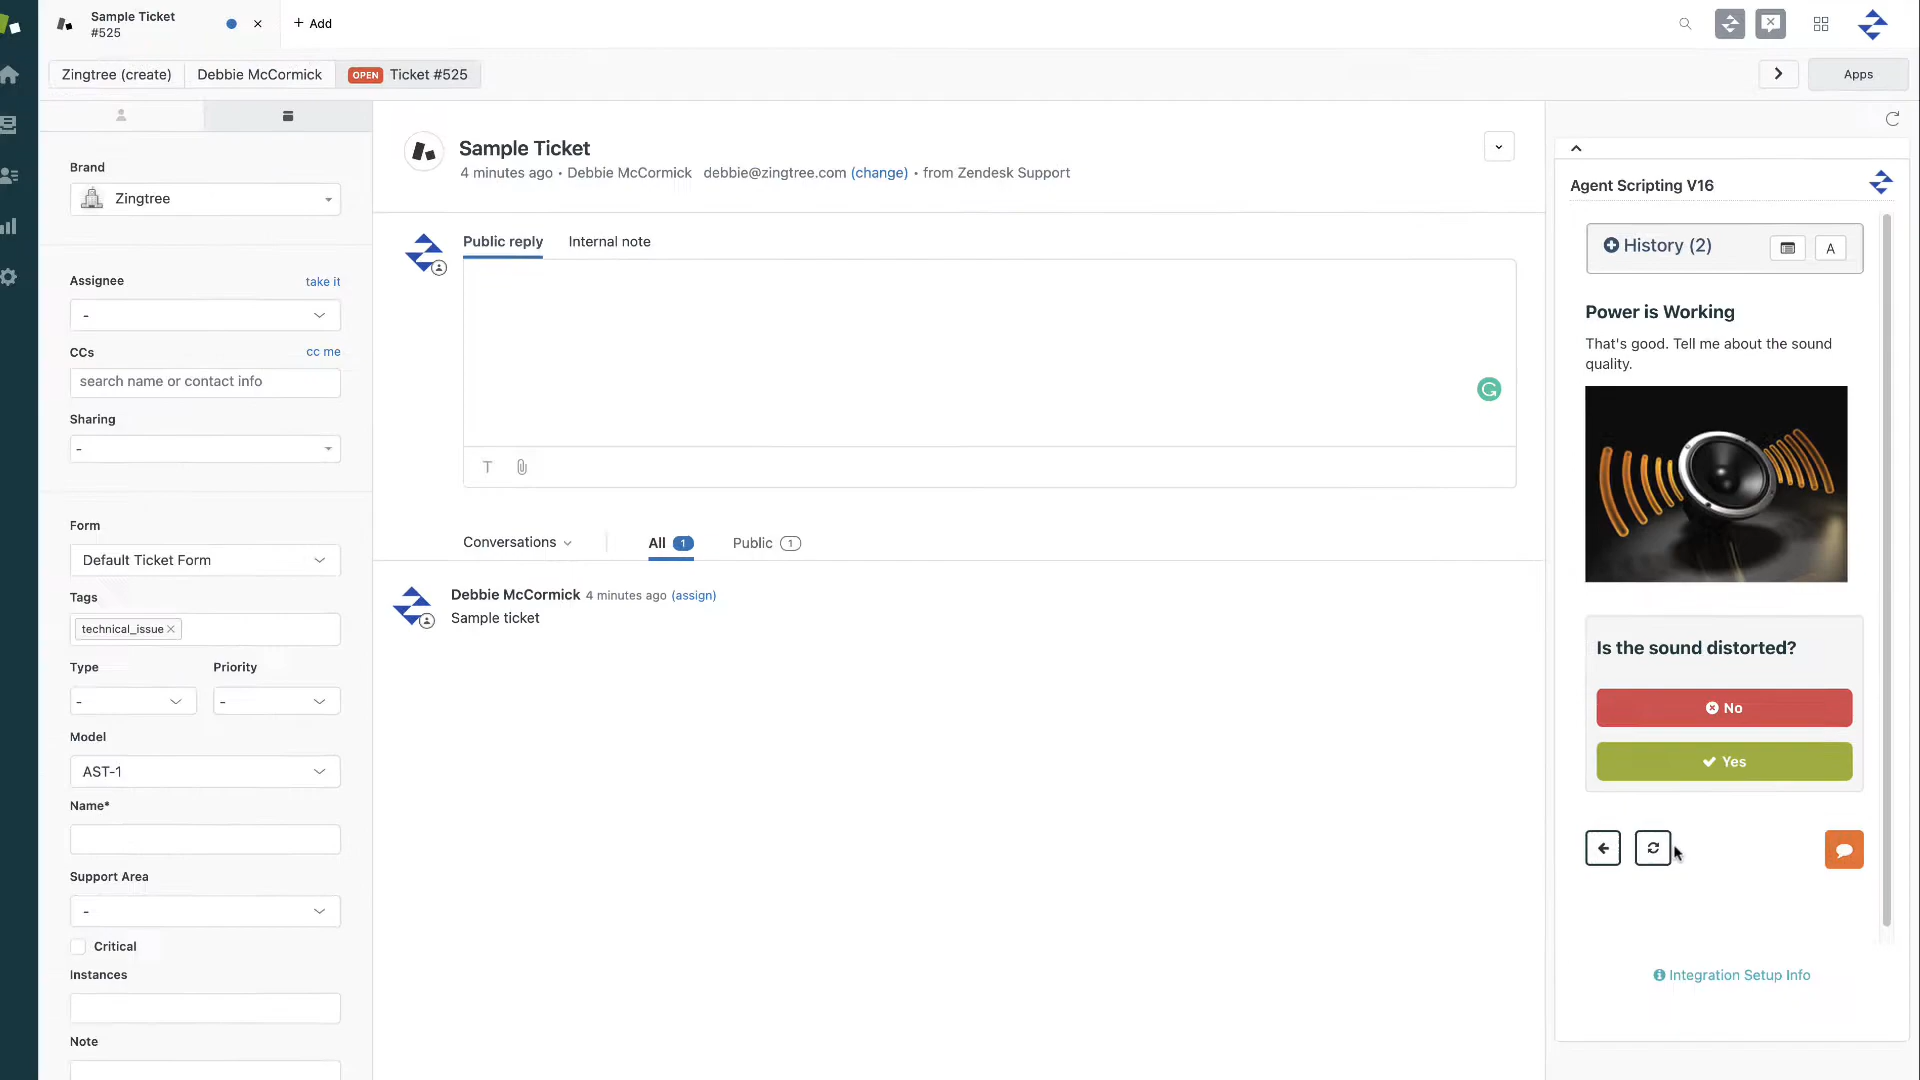 Sample Ticket
#525
+ Add
Zingtree (create)
Debbie McCormick
OPEN Ticket #525
Apps
Brand
Zingtree
Assignee
take it
-
CCs
cc me
search name or contact info
Sharing
-
Form
Default Ticket Form
Tags
technical_issue
Type
Priority
-
-
Model
AST-1
Name*
Support Area
-
Critical
Instances
Note
Sample Ticket
4 minutes ago • Debbie McCormick debbie@zingtree.com (change) • from Zendesk Support
Public reply
Internal note
T
Conversations
All 1
Public 1
Debbie McCormick 4 minutes ago (assign)
Sample ticket
Agent Scripting V16
History (2)
A
Power is Working
That's good. Tell me about the sound
quality.
Is the sound distorted?
No
Yes
Integration Setup Info